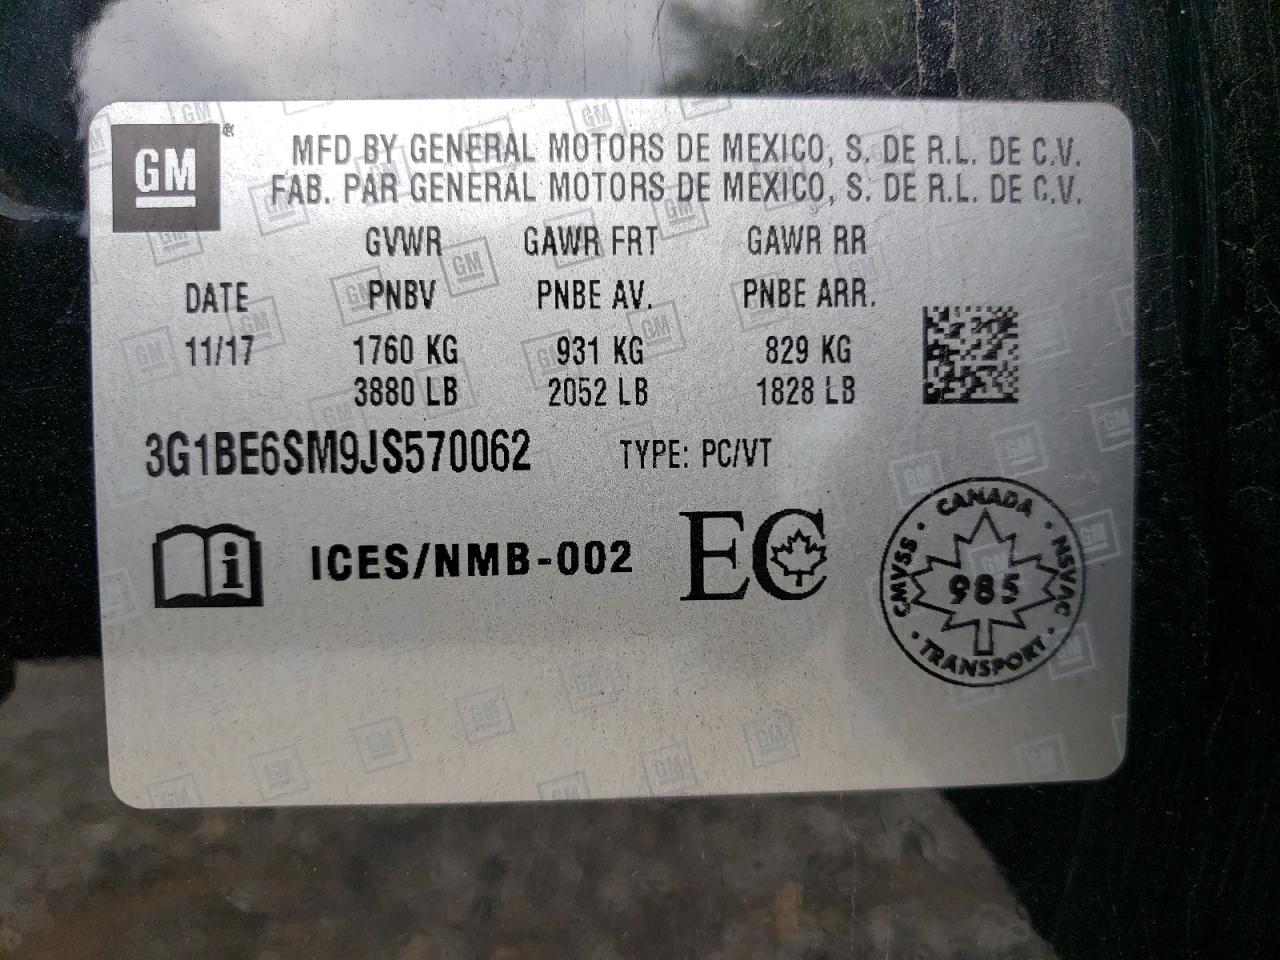 GM®
MFD BY GENERAL MOTORS DE MEXICO, S. DE R.L. DE C.V.
FAB. PAR GENERAL MOTORS DE MEXICO, S. DE R.L. DE C.V.
GVWR GAWR FRT GAWR RR
DATE PNBV PNBE AV. PNBE ARR.
11/17 1760 KG 931 KG 829 KG
3880 LB 2052 LB 1828 LB
3G1BE6SM9JS570062 TYPE: PC/VT
i ICES/NMB-002 EC
CANADA · NSVAC · TRANSPORT · CMVSS ·
985